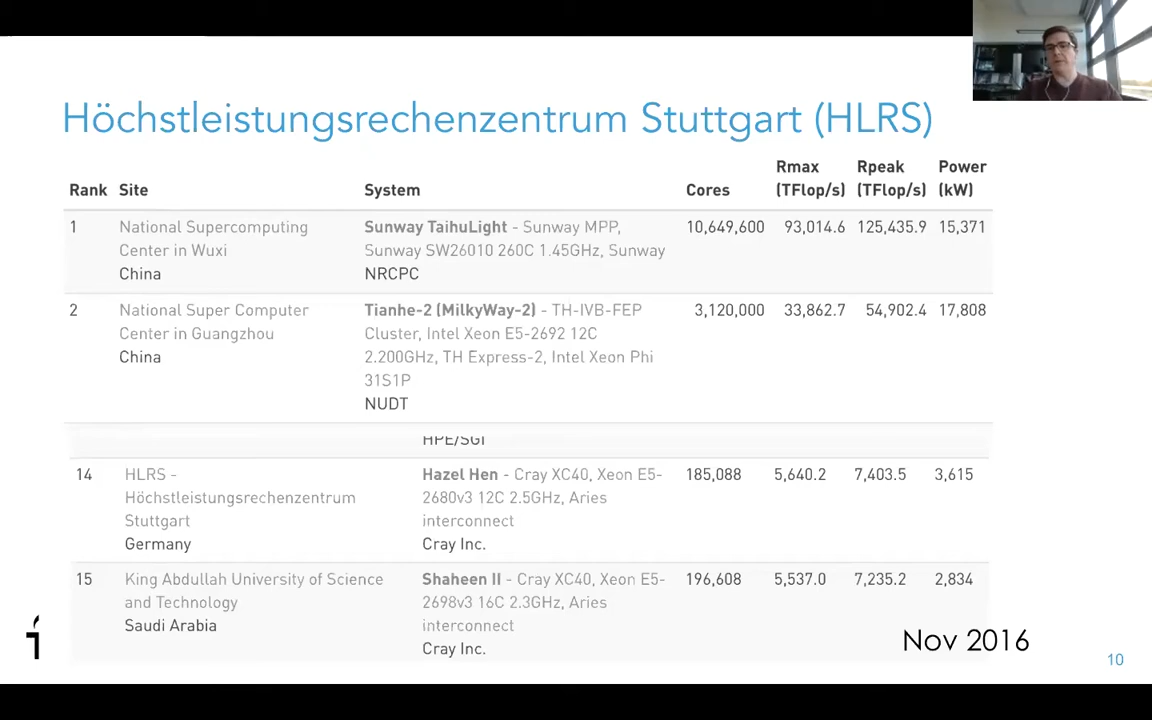 Höchstleistungsrechenzentrum Stuttgart (HLRS)
Rank Site System Cores Rmax (TFlop/s) Rpeak (TFlop/s) Power (kW)
1 National Supercomputing Sunway TaihuLight - Sunway MPP, 10,649,600 93,014.6 125,435.9 15,371
Center in Wuxi Sunway SW26010 260C 1.45GHz, Sunway
China NRCPC
2 National Super Computer Tianhe-2 (MilkyWay-2) - TH-IVB-FEP 3,120,000 33,862.7 54,902.4 17,808
Center in Guangzhou Cluster, Intel Xeon E5-2692 12C
China 2.200GHz, TH Express-2, Intel Xeon Phi
31S1P
NUDT
HPE/SGI
14 HLRS - Hazel Hen - Cray XC40, Xeon E5- 185,088 5,640.2 7,403.5 3,615
Höchstleistungsrechenzentrum 2680v3 12C 2.5GHz, Aries
Stuttgart interconnect
Germany Cray Inc.
15 King Abdullah University of Science Shaheen II - Cray XC40, Xeon E5- 196,608 5,537.0 7,235.2 2,834
and Technology 2698v3 16C 2.3GHz, Aries
Saudi Arabia interconnect
Cray Inc.
Nov 2016
10